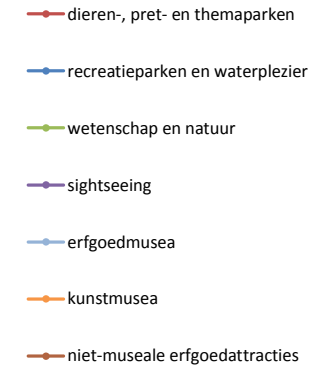 dieren-, pret- en themaparken
recreatieparken en waterplezier
wetenschap en natuur
sightseeing
erfgoedmusea
kunstmusea
niet-museale erfgoedattracties